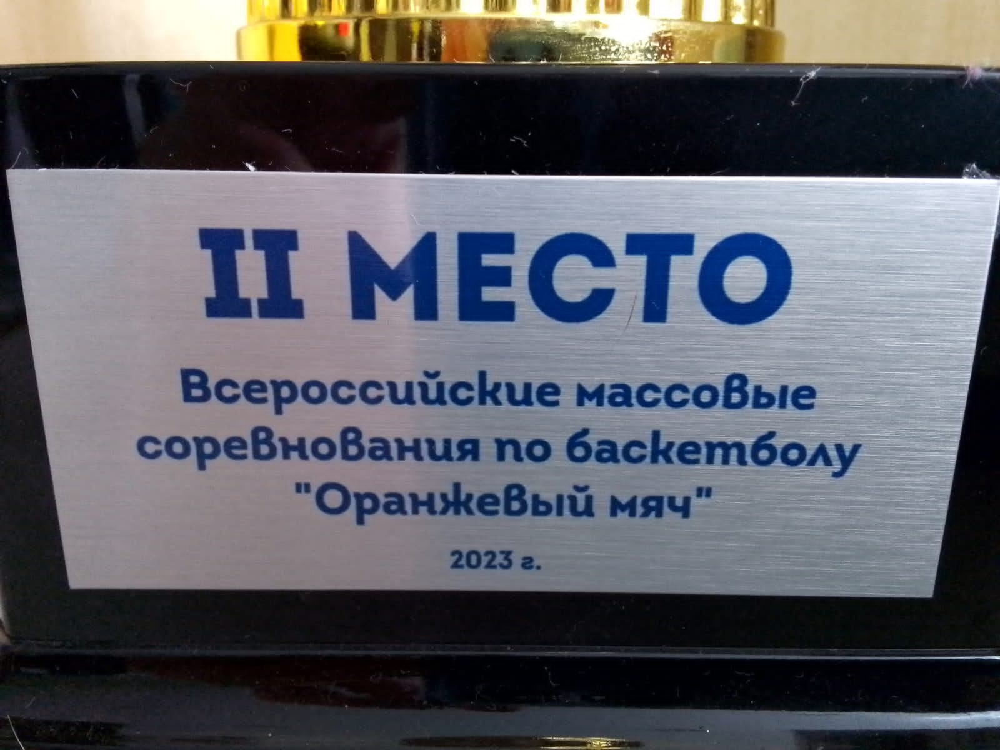 II МЕСТО
Всероссийские массовые
соревнования по баскетболу
"Оранжевый мяч"
2023 г.